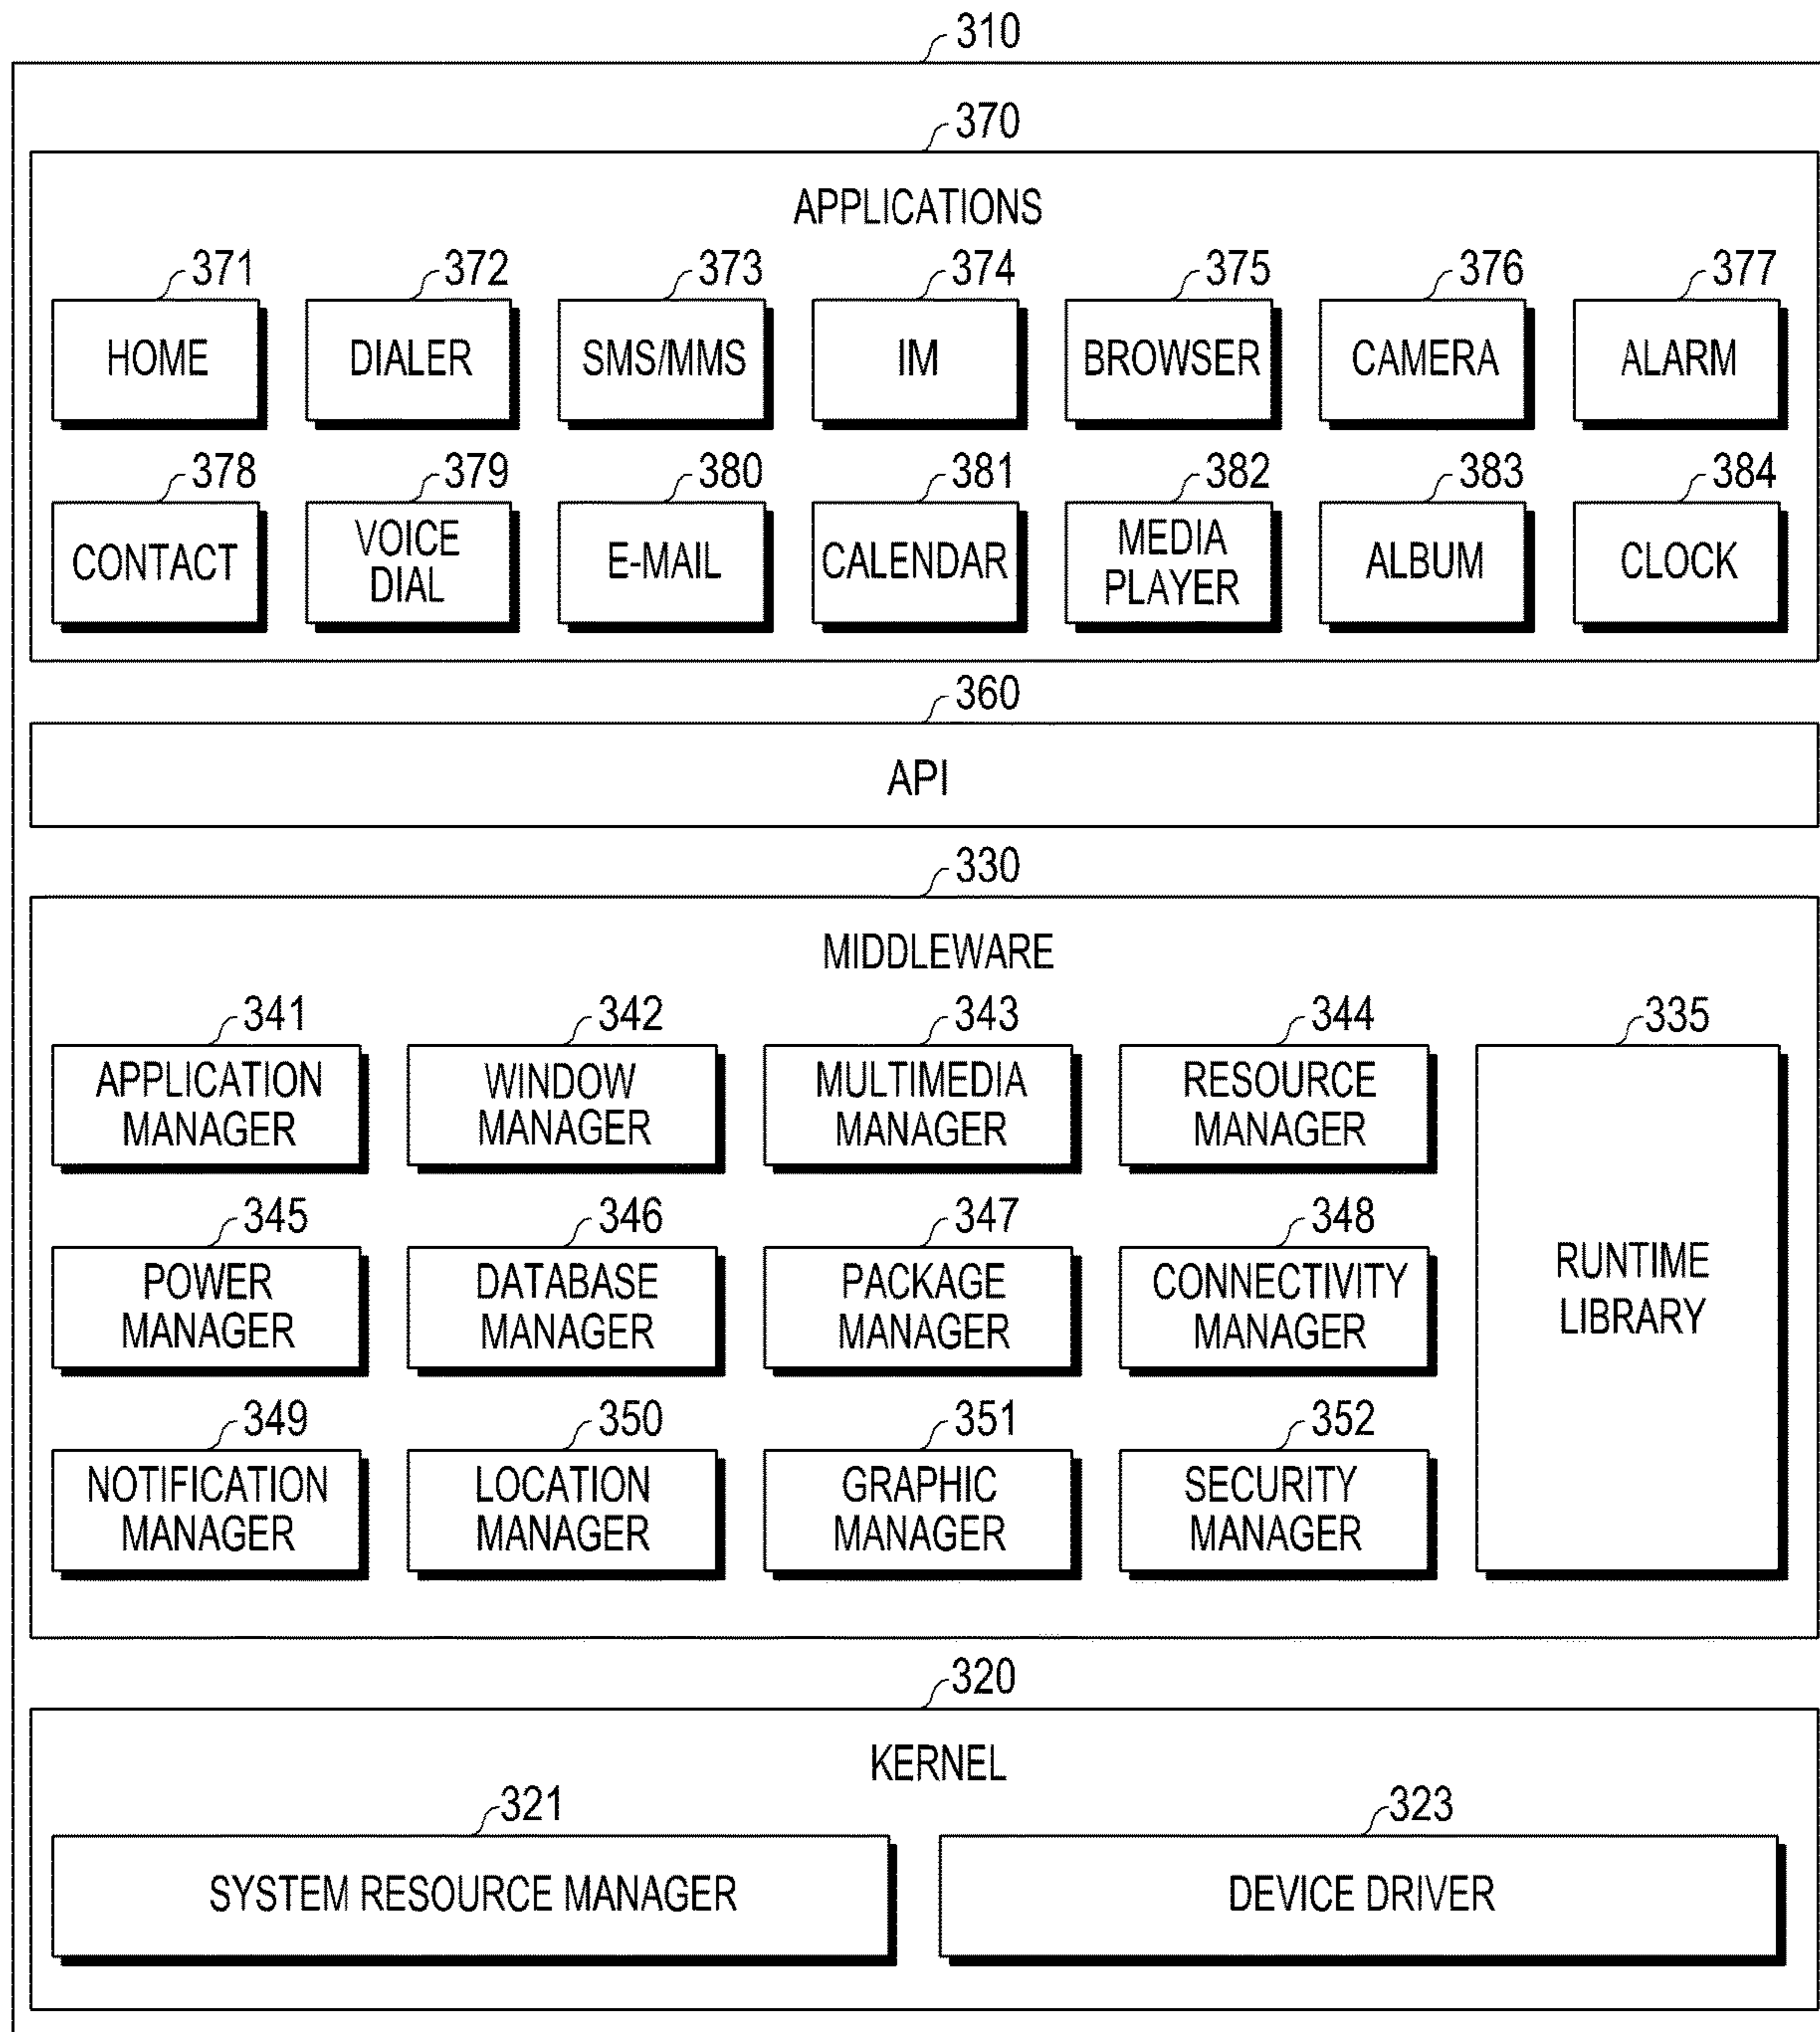 310
370
APPLICATIONS
371 372 373 374 375 376 377
HOME DIALER SMS/MMS IM BROWSER CAMERA ALARM
378 379 380 381 382 383 384
CONTACT VOICE DIAL E-MAIL CALENDAR MEDIA PLAYER ALBUM CLOCK
360
API
330
MIDDLEWARE
341 342 343 344 335
APPLICATION WINDOW MULTIMEDIA RESOURCE
MANAGER MANAGER MANAGER MANAGER
345 346 347 348
POWER DATABASE PACKAGE CONNECTIVITY
MANAGER MANAGER MANAGER MANAGER
RUNTIME
LIBRARY
349 350 351 352
NOTIFICATION LOCATION GRAPHIC SECURITY
MANAGER MANAGER MANAGER MANAGER
320
KERNEL
321 323
SYSTEM RESOURCE MANAGER DEVICE DRIVER